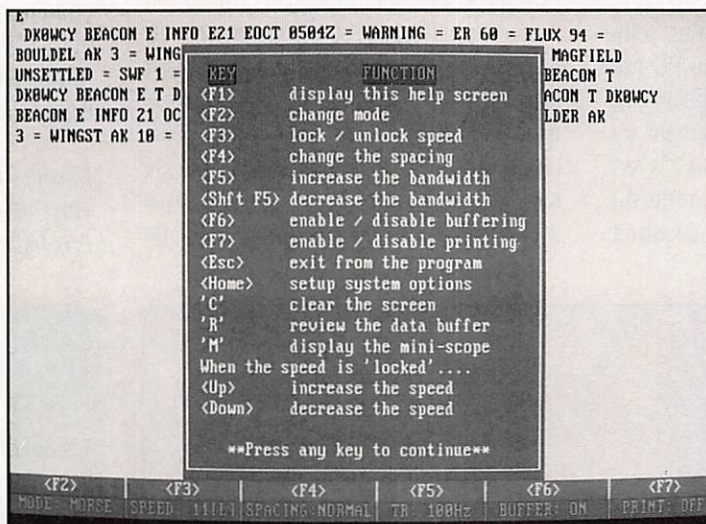 E
DK0WCY BEACON E INFO E21 EOCT 0504Z = WARNING = ER 60 = FLUX 94 =
BOULDEL AK 3 = WING MAGFIELD
UNSETTLED = SWF 1 = BEACON T
DK0WCY BEACON E T D ACON T DK0WCY
BEACON E INFO 21 OC LDER AK
3 = WINGST AK 10 =
KEY FUNCTION
<F1> display this help screen
<F2> change mode
<F3> lock / unlock speed
<F4> change the spacing
<F5> increase the bandwidth
<Shft F5> decrease the bandwidth
<F6> enable / disable buffering
<F7> enable / disable printing
<Esc> exit from the program
<Home> setup system options
'C' clear the screen
'R' review the data buffer
'M' display the mini-scope
When the speed is 'locked'....
<Up> increase the speed
<Down> decrease the speed
**Press any key to continue**
<F2> <F3> <F4> <F5> <F6> <F7>
MODE: MORSE SPEED: 11[L] SPACING:NORMAL TR: 100Hz BUFFER: ON PRINT: OFF